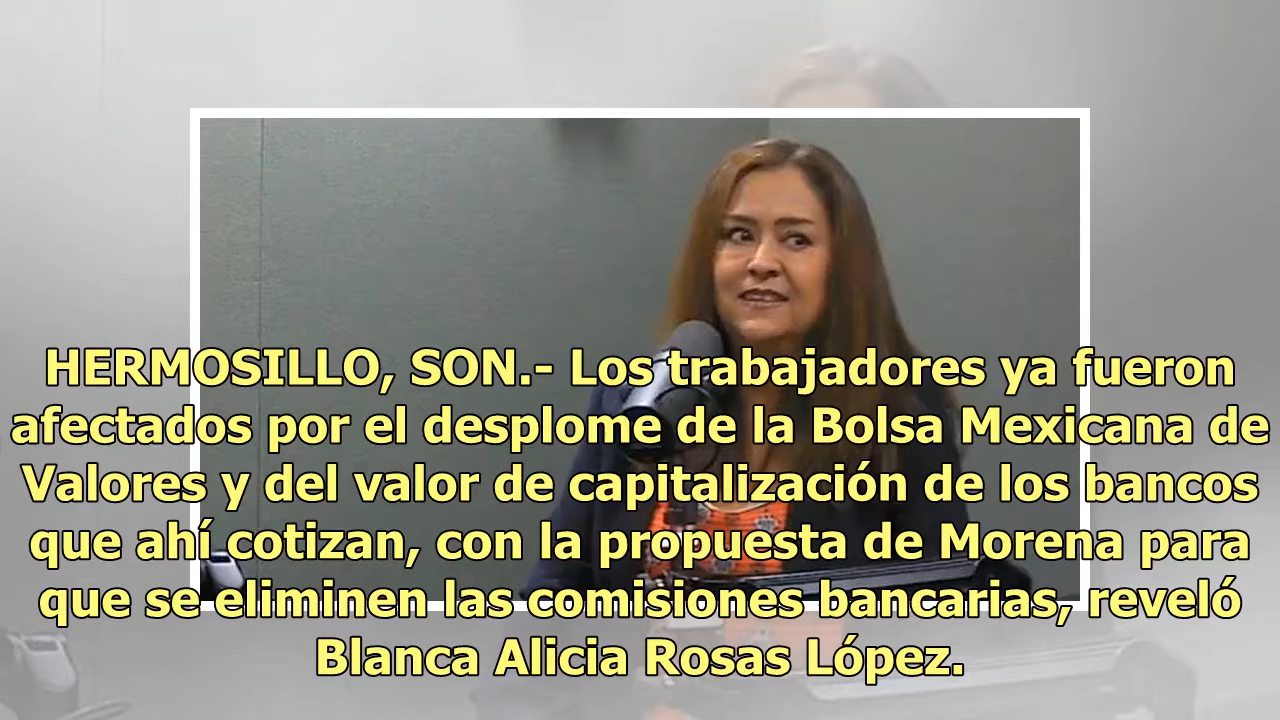 HERMOSILLO, SON.- Los trabajadores ya fueron
afectados por el desplome de la Bolsa Mexicana de
Valores y del valor de capitalización de los bancos
que ahí cotizan, con la propuesta de Morena para
que se eliminen las comisiones bancarias, reveló
Blanca Alicia Rosas López.